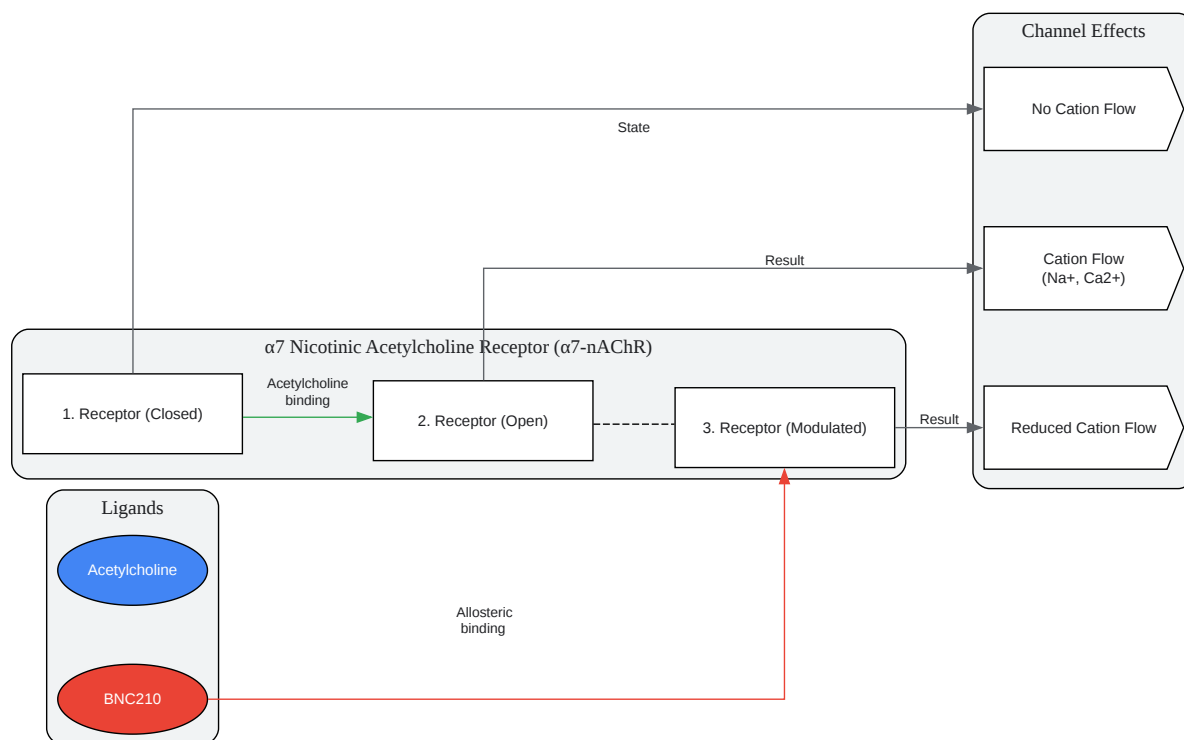 Channel Effects
No Cation Flow
State
Cation Flow
(Na+, Ca2+)
Result
α7 Nicotinic Acetylcholine Receptor (α7-nAChR)
1. Receptor (Closed)
Acetylcholine
binding
2. Receptor (Open)
3. Receptor (Modulated)
Result
Reduced Cation Flow
Ligands
Acetylcholine
Allosteric
binding
BNC210